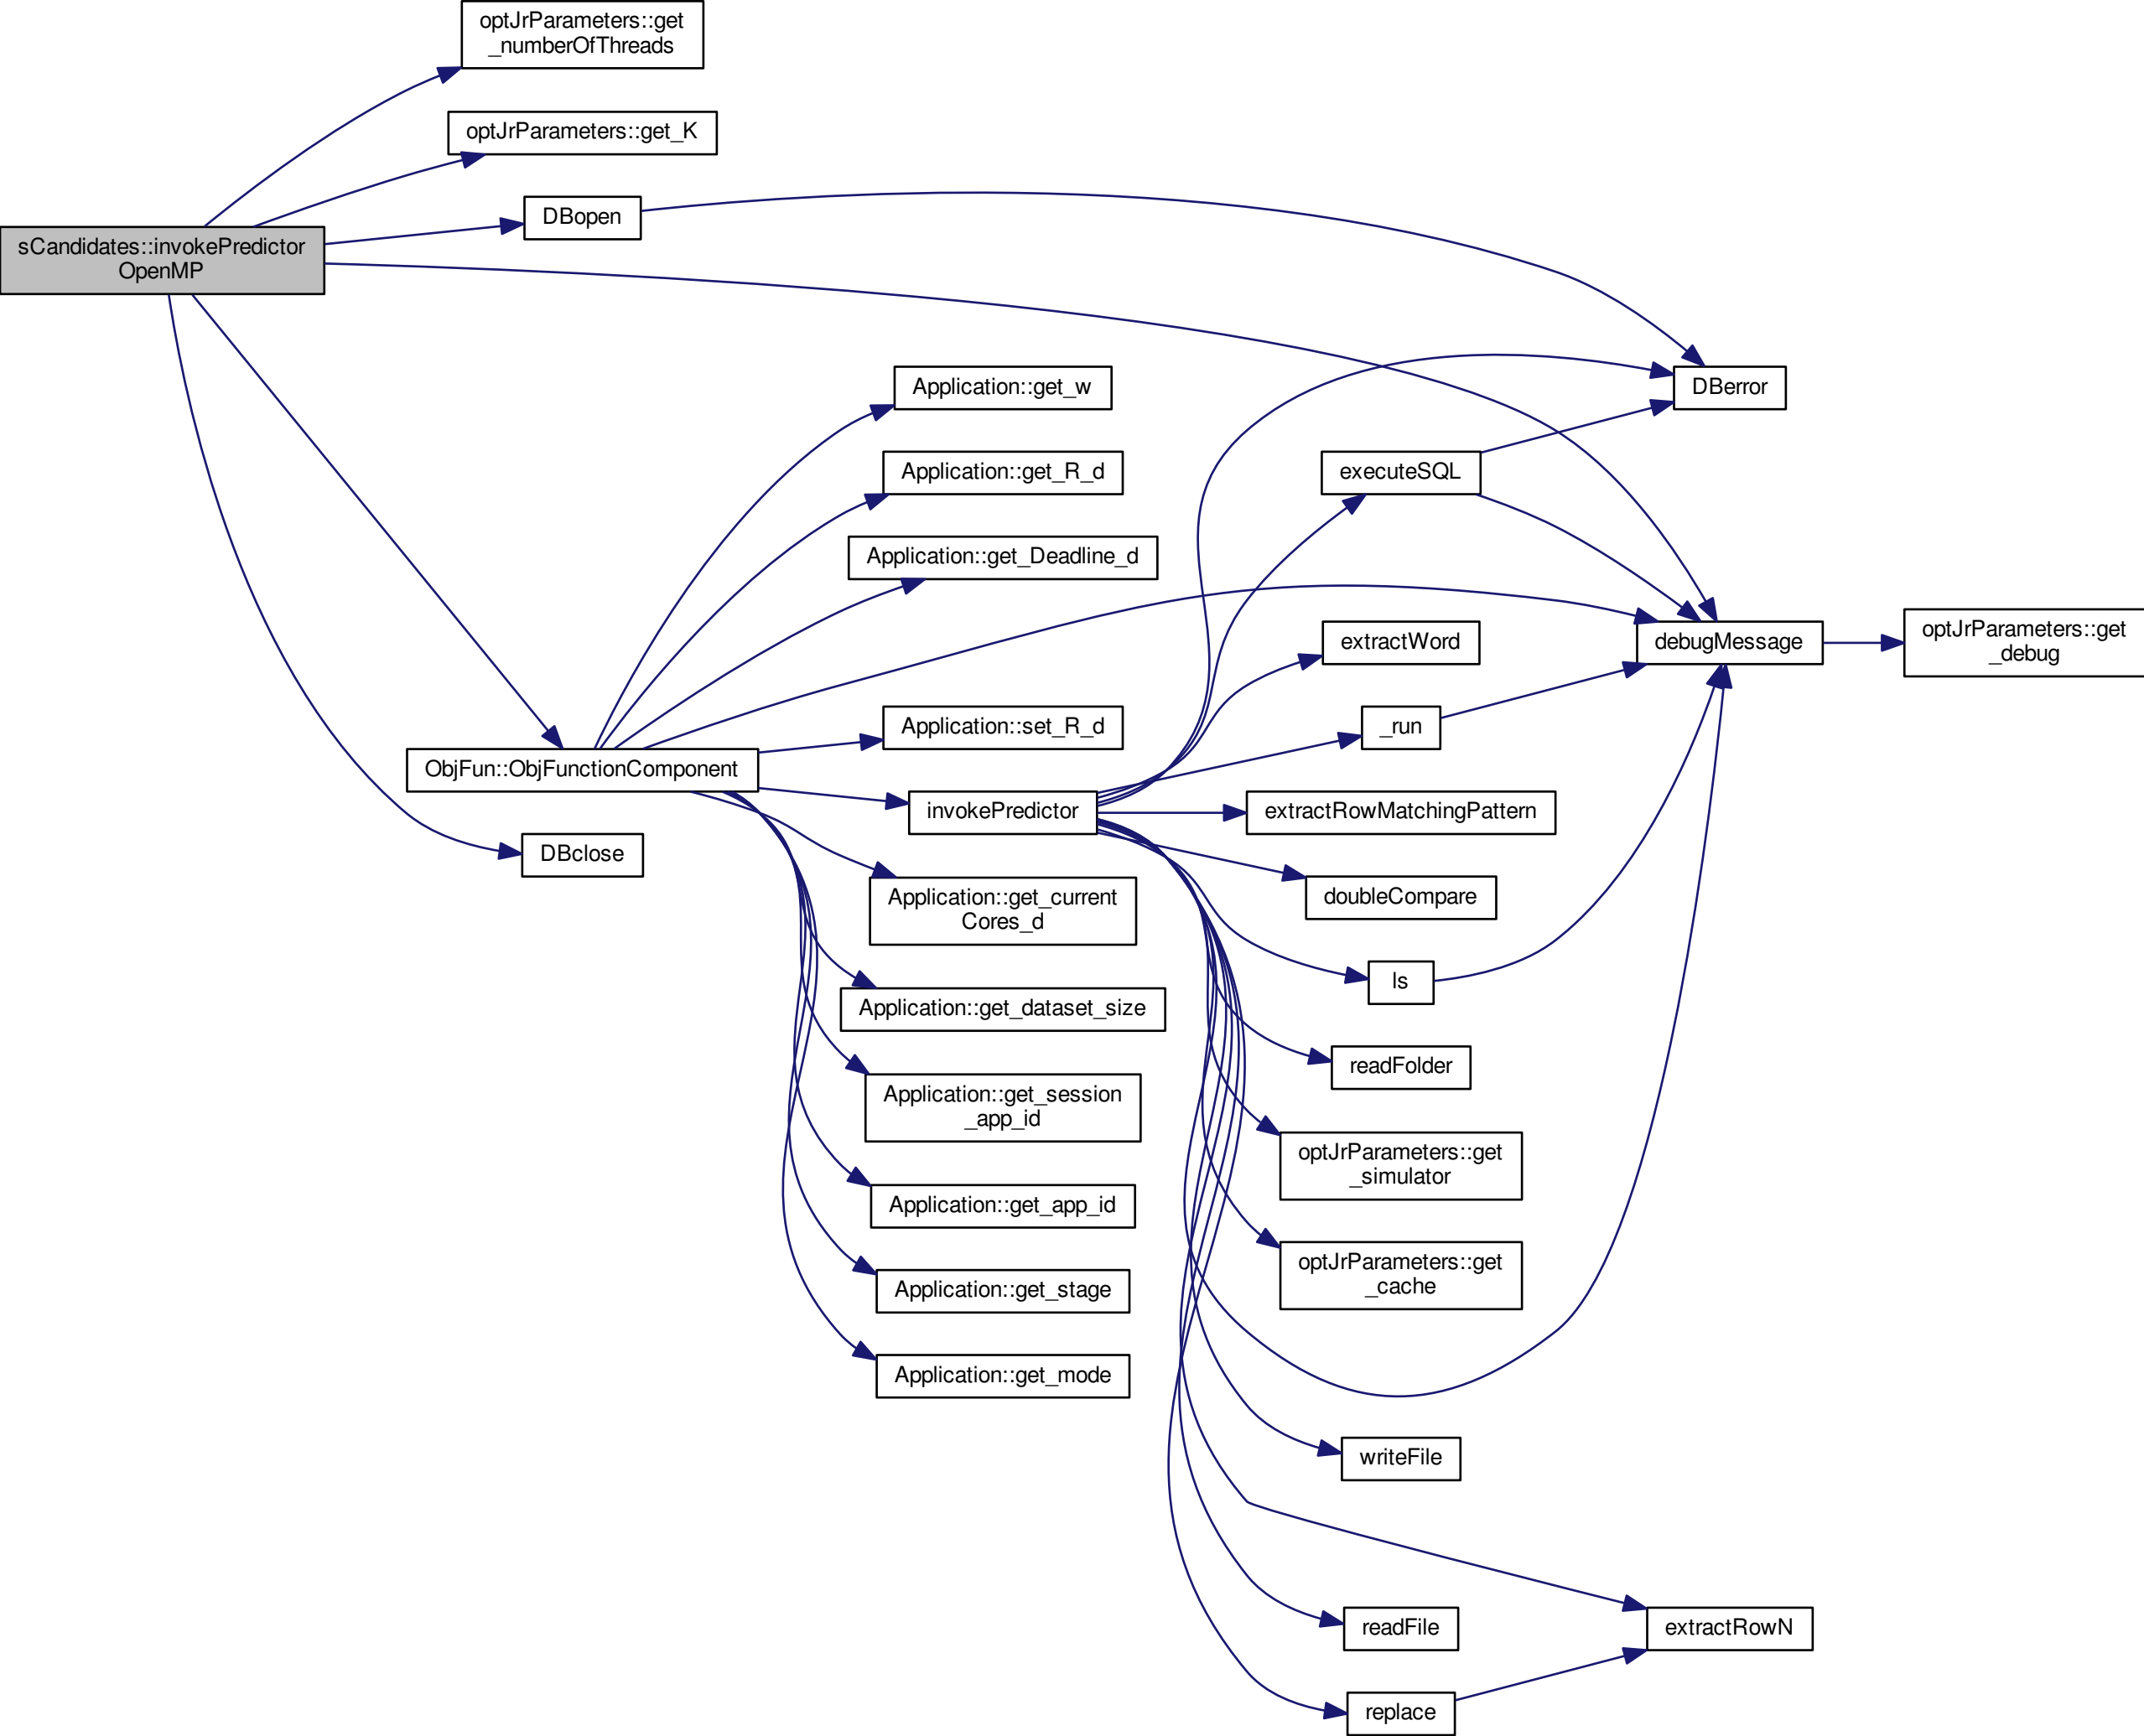 optJrParameters::get
_numberOfThreads
optJrParameters::get_K
DBopen
sCandidates::invokePredictor
OpenMP
Application::get_w
DBerror
Application::get_R_d
executeSQL
Application::get_Deadline_d
extractWord
debugMessage
optJrParameters::get
_debug
Application::set_R_d
_run
ObjFun::ObjFunctionComponent
invokePredictor
extractRowMatchingPattern
DBclose
Application::get_current
Cores_d
doubleCompare
ls
Application::get_dataset_size
readFolder
Application::get_session
_app_id
optJrParameters::get
_simulator
Application::get_app_id
optJrParameters::get
_cache
Application::get_stage
Application::get_mode
writeFile
readFile
extractRowN
replace